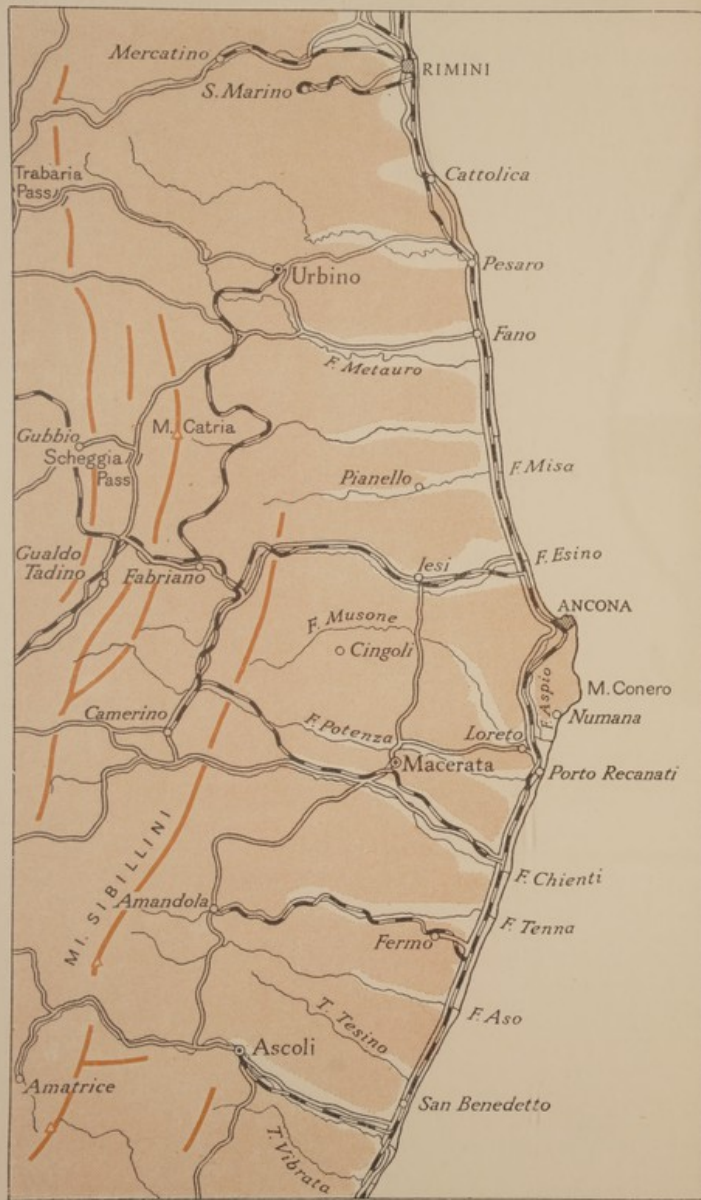 Mercatino
RIMINI
S. Marino
Trabaria
Pass
Cattolica
Urbino
Pesaro
Fano
F. Metauro
M. Catria
Gubbio
Scheggia
Pass
Pianello
F. Misa
Gualdo
Tadino
Fabriano
Iesi
F. Esino
ANCONA
F. Musone
Cingoli
M. Conero
F. Aspio
Numana
Camerino
F. Potenza
Loreto
Macerata
Porto Recanati
MI. SIBILLINI
F. Chienti
Amandola
F. Tenna
Fermo
T. Tesino
F. Aso
Ascoli
Amatrice
San Benedetto
T. Vibrata